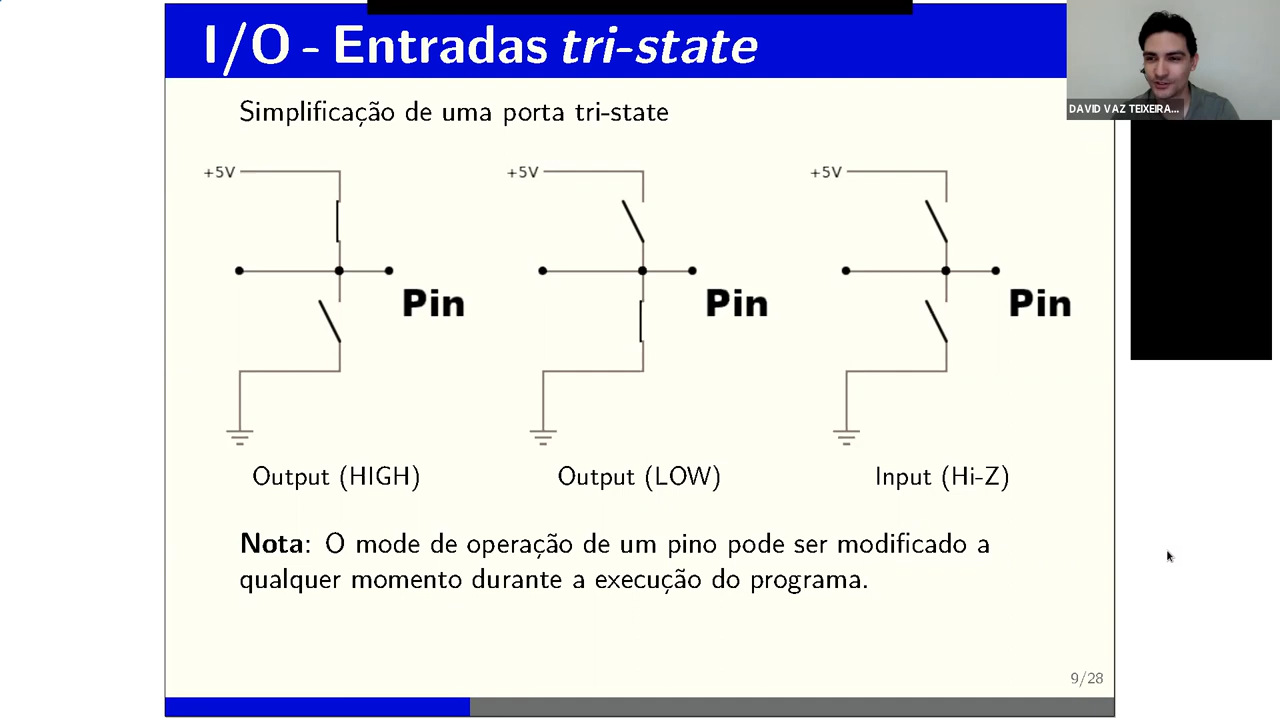 I/O - Entradas tri-state
DAVID VAZ TEIXEIRA...
Simplificação de uma porta tri-state
+5V +5V +5V
Pin Pin Pin
Output (HIGH) Output (LOW) Input (Hi-Z)
Nota: O mode de operação de um pino pode ser modificado a
qualquer momento durante a execução do programa.
9/28